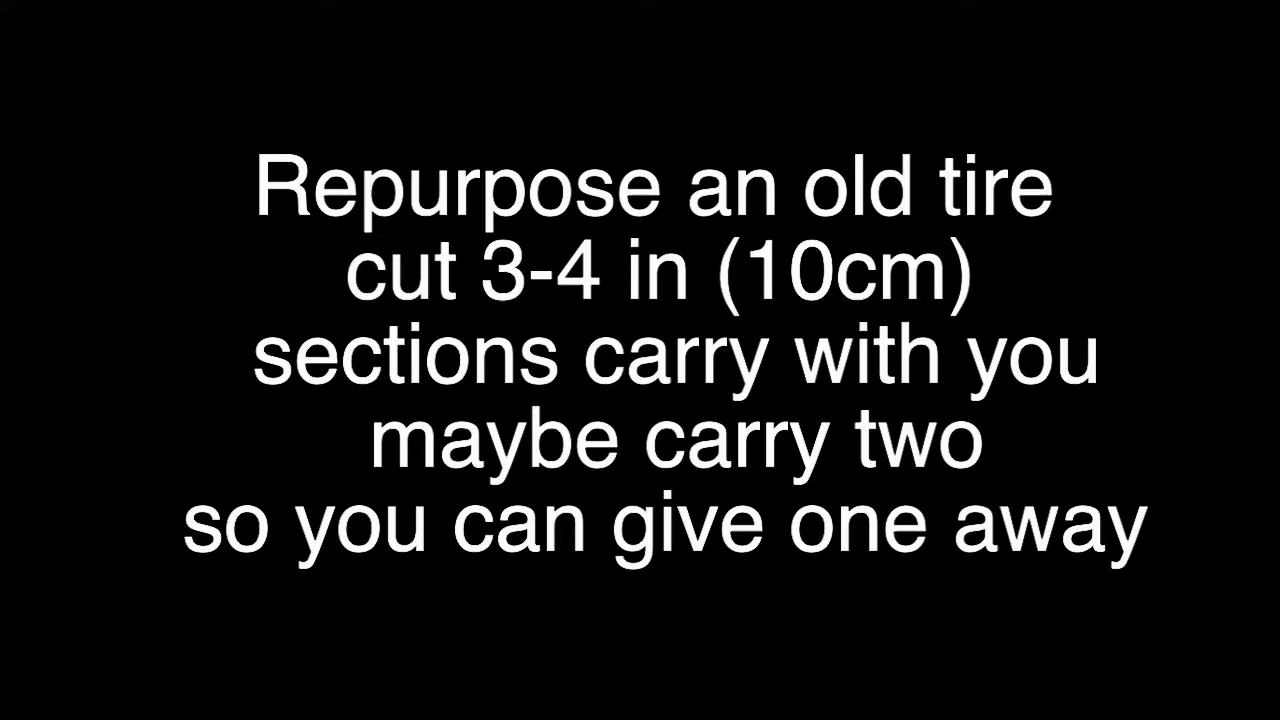 Repurpose an old tire
cut 3-4 in (10cm)
sections carry with you
maybe carry two
so you can give one away